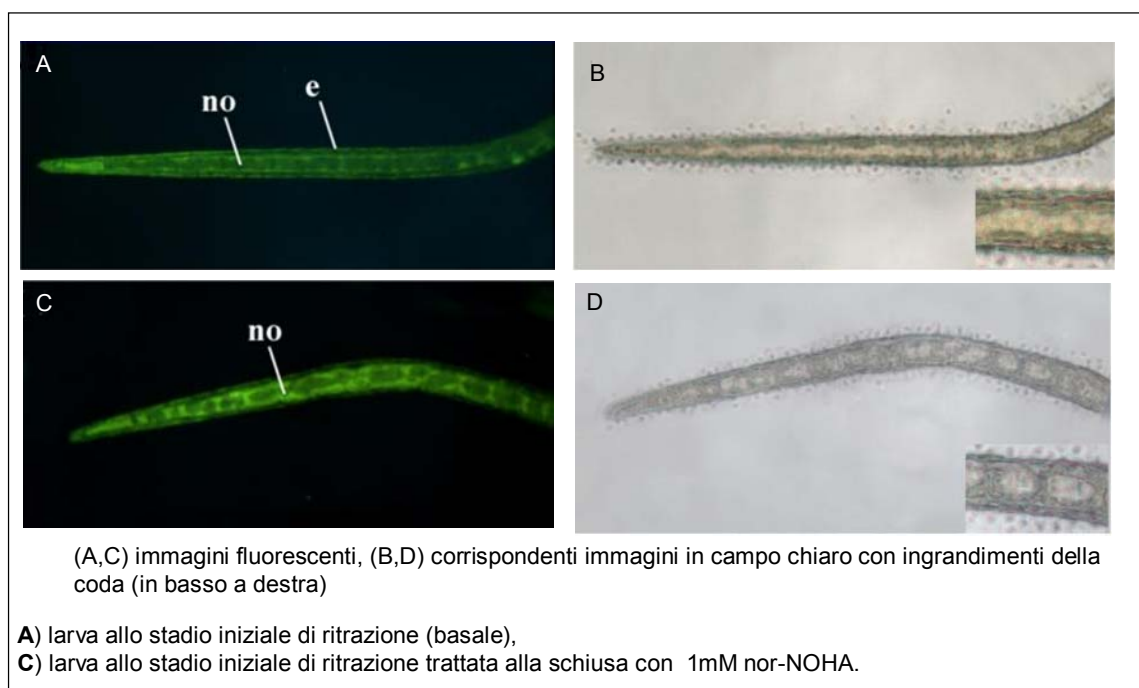 A
no
e
B
C
no
D
(A,C) immagini fluorescenti, (B,D) corrispondenti immagini in campo chiaro con ingrandimenti della
coda (in basso a destra)
A) larva allo stadio iniziale di ritrazione (basale),
C) larva allo stadio iniziale di ritrazione trattata alla schiusa con 1mM nor-NOHA.